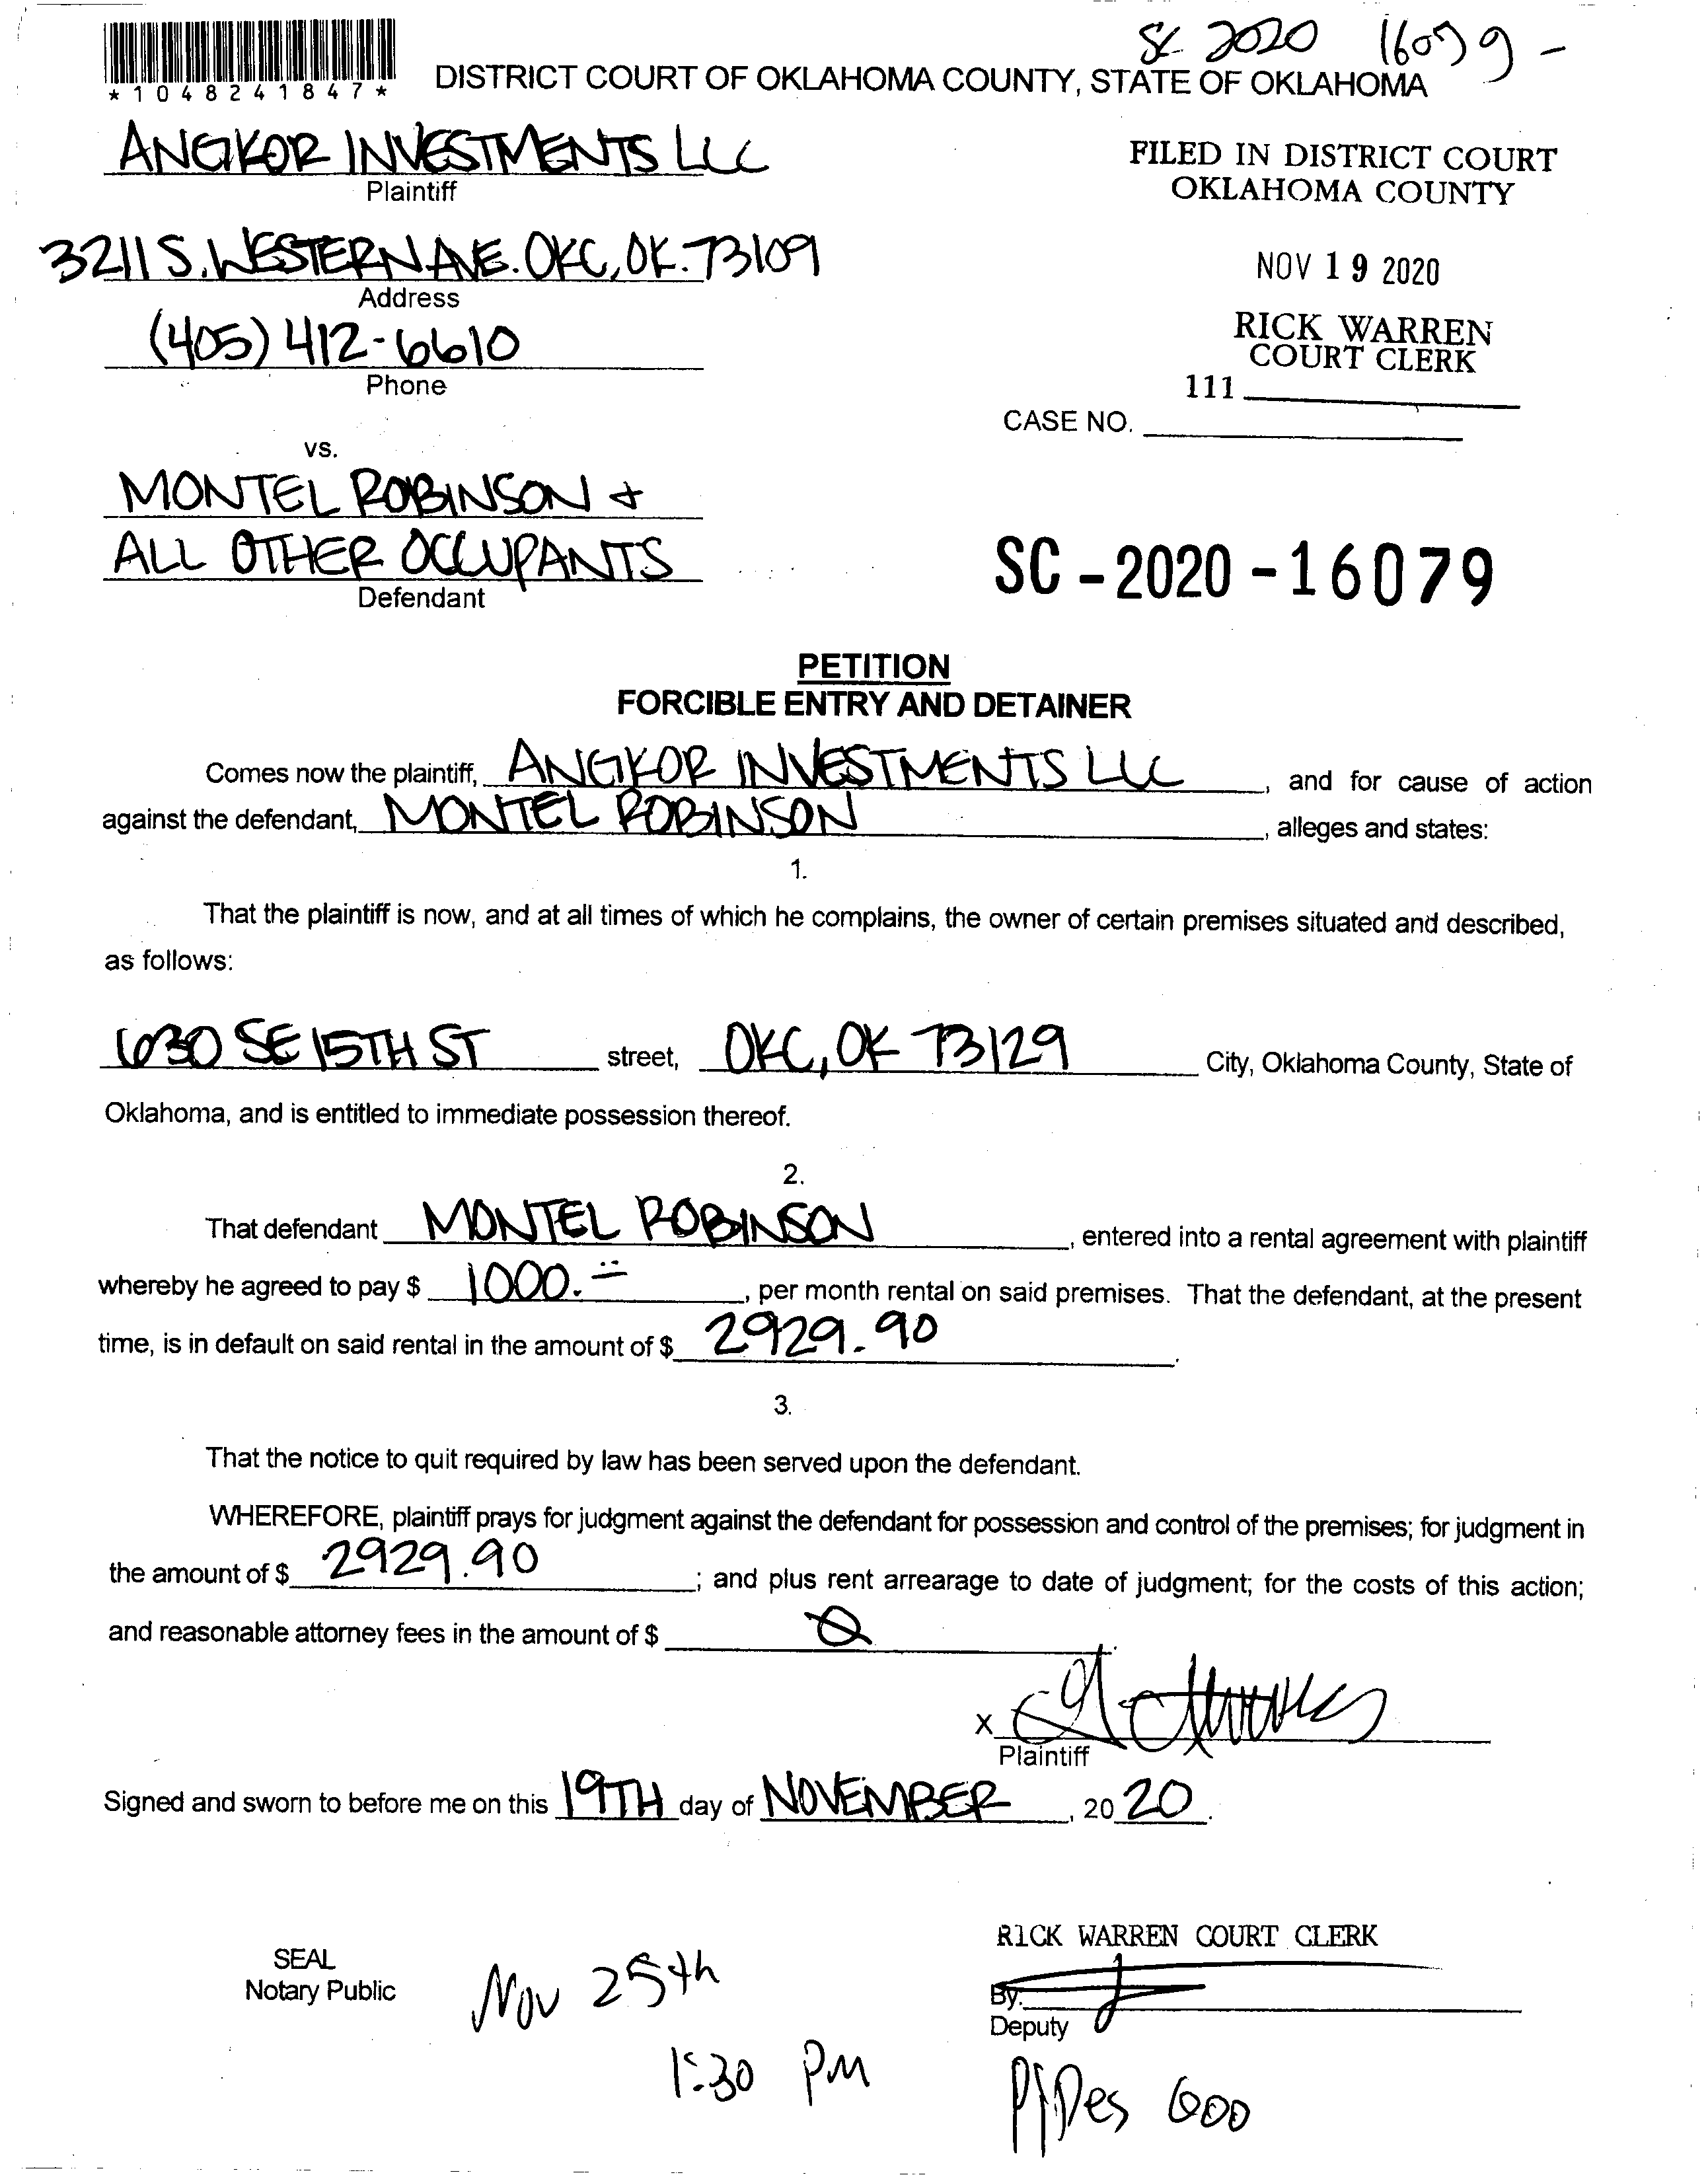 SC 2020 16079 -
*1048241847*
DISTRICT COURT OF OKLAHOMA COUNTY, STATE OF OKLAHOMA
ANGKOR INVESTMENTS LLC
Plaintiff
FILED IN DISTRICT COURT
OKLAHOMA COUNTY
3211 S. WESTERN AVE. OKC, OK. 73109
Address
NOV 19 2020
(405) 412-6610
Phone
RICK WARREN
COURT CLERK
111
CASE NO.
vs.
MONTEL ROBINSON &
ALL OTHER OCCUPANTS
Defendant
SC-2020-16079
PETITION
FORCIBLE ENTRY AND DETAINER
Comes now the plaintiff, ANGKOR INVESTMENTS LLC, and for cause of action
against the defendant, MONTEL ROBINSON, alleges and states:
1.
That the plaintiff is now, and at all times of which he complains, the owner of certain premises situated and described,
as follows:
630 SE 15TH ST street, OKC, OK 73129 City, Oklahoma County, State of
Oklahoma, and is entitled to immediate possession thereof.
2.
That defendant MONTEL ROBINSON, entered into a rental agreement with plaintiff
whereby he agreed to pay $ 1000.=, per month rental on said premises. That the defendant, at the present
time, is in default on said rental in the amount of $ 2929.90.
3.
That the notice to quit required by law has been served upon the defendant.
WHEREFORE, plaintiff prays for judgment against the defendant for possession and control of the premises; for judgment in
the amount of $ 2929.90; and plus rent arrearage to date of judgment; for the costs of this action;
and reasonable attorney fees in the amount of $ Ø.
X
Plaintiff
Signed and sworn to before me on this 19TH day of NOVEMBER, 2020.
RICK WARREN COURT CLERK
SEAL
Notary Public
Nov 25th
By:
Deputy
1:30 PM
600